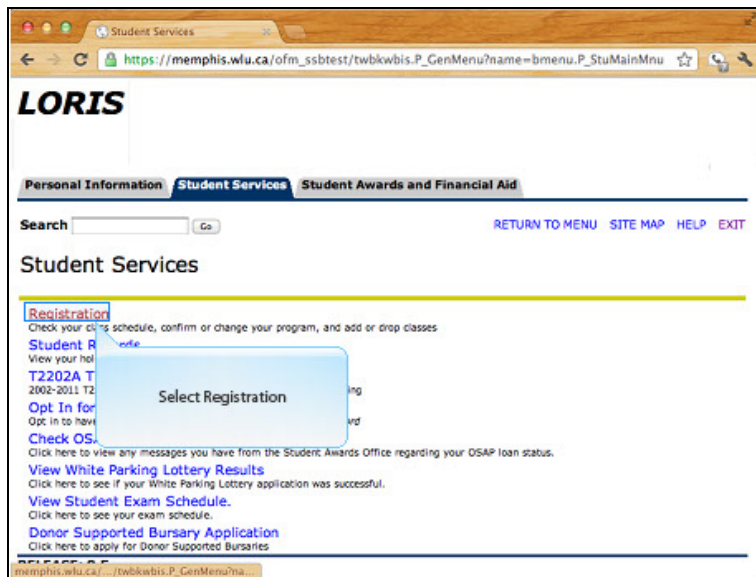 Student Services
https://memphis.wlu.ca/ofm_ssbtest/twbkwbis.P_GenMenu?name=bmenu.P_StuMainMnu
LORIS
Personal Information Student Services Student Awards and Financial Aid
Search Go RETURN TO MENU SITE MAP HELP EXIT
Student Services
Registration
Check your class schedule, confirm or change your program, and add or drop classes
Student Records
View your hol
T2202A T
2002-2011 T2
Opt In for
Opt in to have
Select Registration
Check OSA
Click here to view any messages you have from the Student Awards Office regarding your OSAP loan status.
View White Parking Lottery Results
Click here to see if your White Parking Lottery application was successful.
View Student Exam Schedule.
Click here to see your exam schedule.
Donor Supported Bursary Application
Click here to apply for Donor Supported Bursaries
memphis.wlu.ca/.../twbkwbis.P_GenMenu?na...